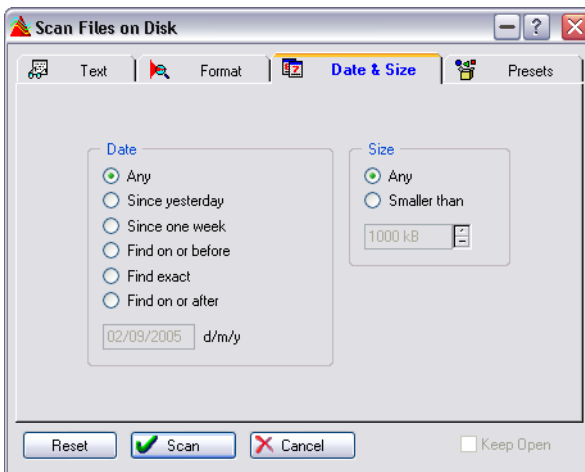 Scan Files on Disk
Text Format Date & Size Presets
Date
Any
Since yesterday
Since one week
Find on or before
Find exact
Find on or after
02/09/2005 d/m/y
Size
Any
Smaller than
1000 kB
Reset Scan Cancel Keep Open